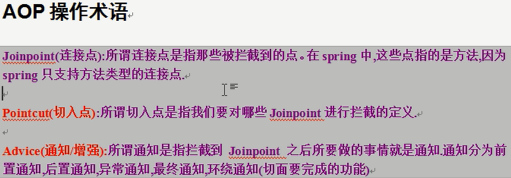 AOP 操作术语
Joinpoint(连接点):所谓连接点是指那些被拦截到的点。在 spring 中,这些点指的是方法,因为
spring 只支持方法类型的连接点.
Pointcut(切入点):所谓切入点是指我们要对哪些 Joinpoint 进行拦截的定义.
Advice(通知/增强):所谓通知是指拦截到 Joinpoint 之后所要做的事情就是通知.通知分为前
置通知,后置通知,异常通知,最终通知,环绕通知(切面要完成的功能)